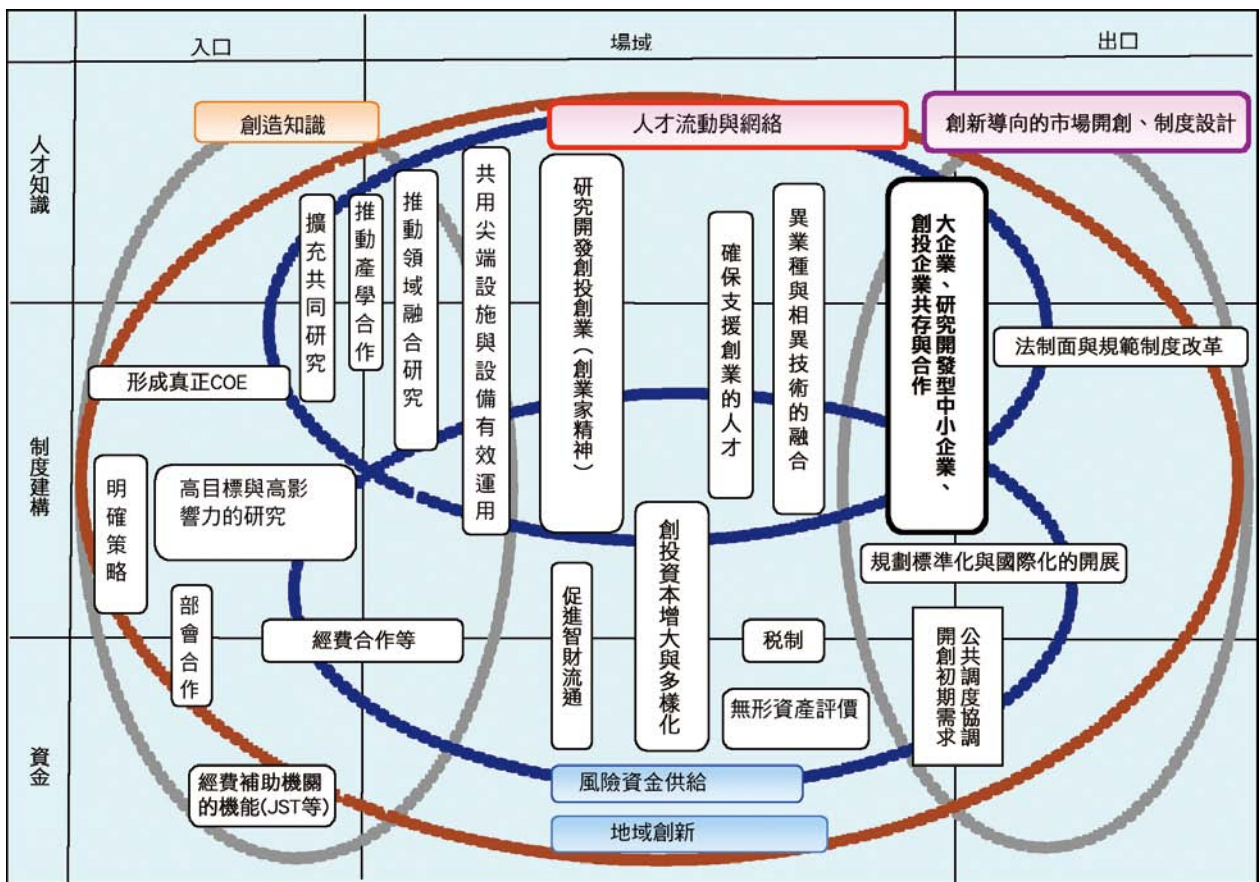 入口
場域
出口
人才知識
制度建構
資金
創造知識
人才流動與網絡
創新導向的市場開創、制度設計
擴充共同研究
推動產學合作
推動領域融合研究
共用尖端設施與設備有效運用
研究開發創投創業（創業家精神）
確保支援創業的人才
異業種與相異技術的融合
大企業、研究開發型中小企業、
創投企業共存與合作
法制面與規範制度改革
形成真正COE
明確策略
高目標與高影
響力的研究
部會合作
經費合作等
促進智財流通
創投資本增大與多樣化
稅制
無形資產評價
規劃標準化與國際化的開展
公共調度協調
開創初期需求
經費補助機關
的機能(JST等)
風險資金供給
地域創新